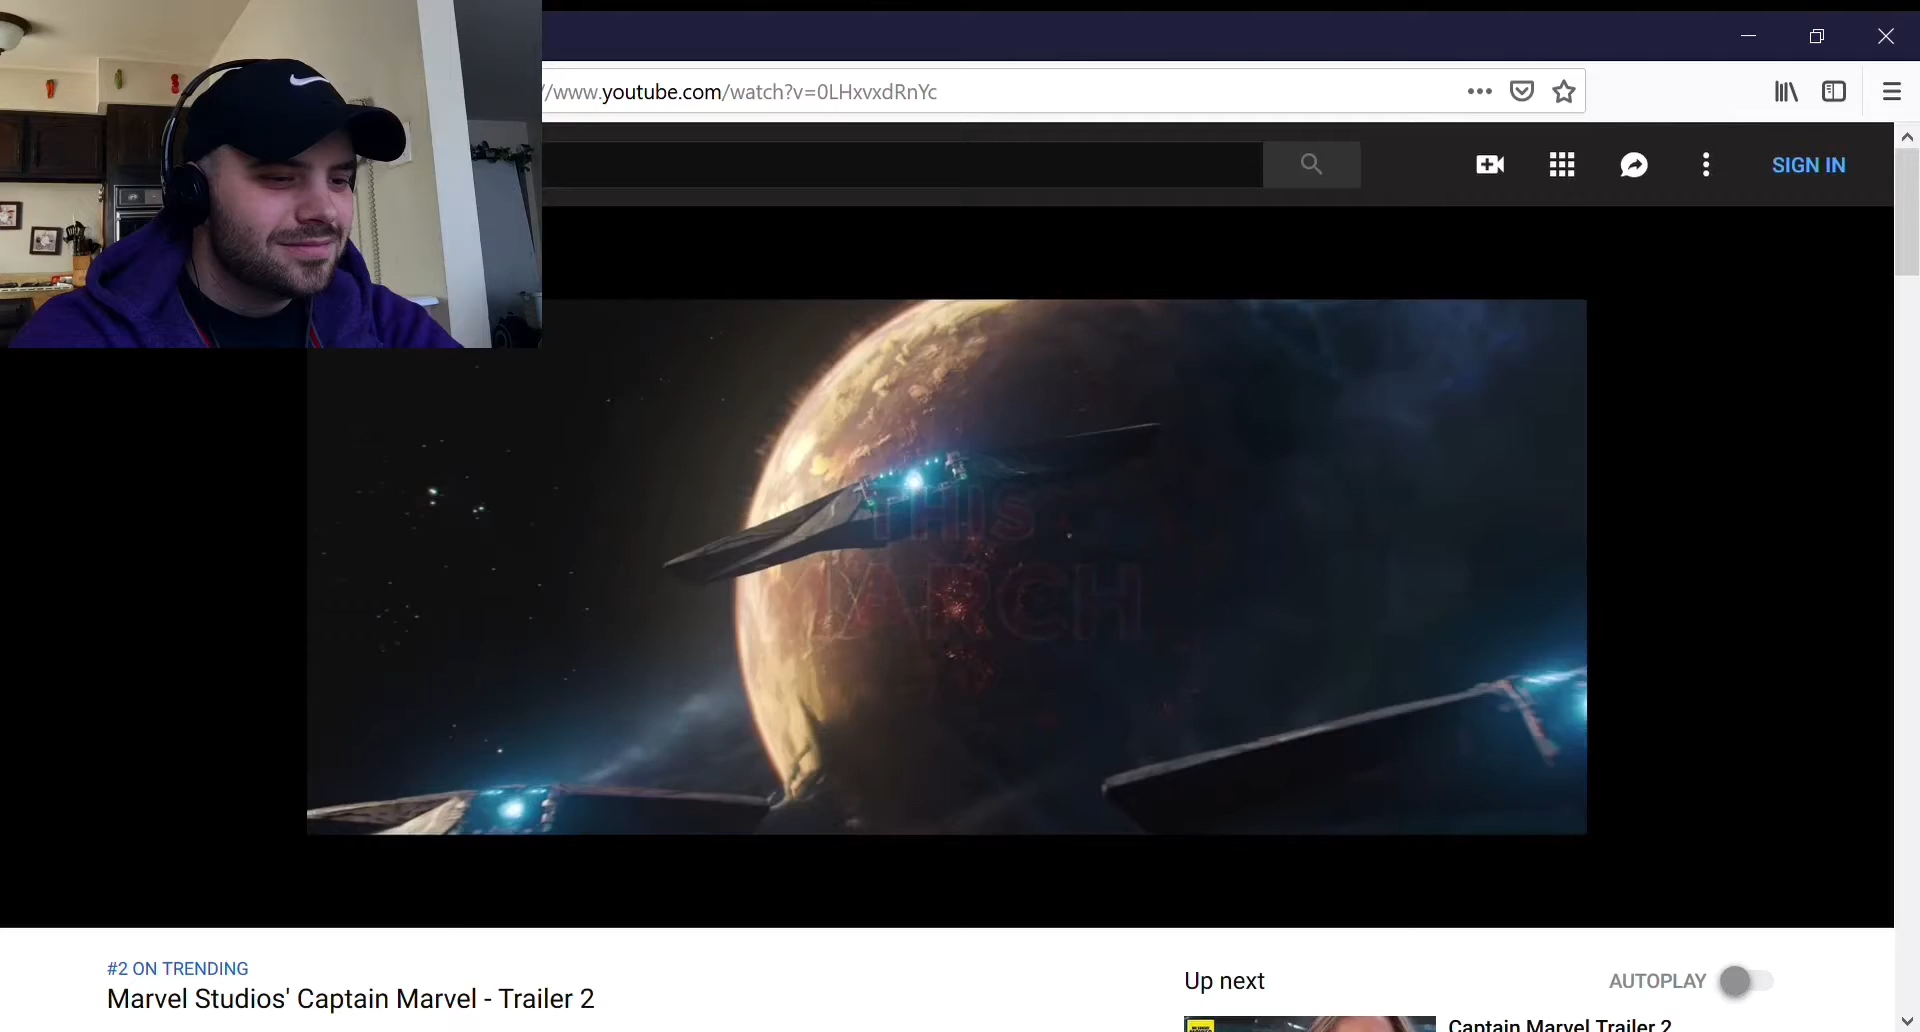 //www.youtube.com/watch?v=0LHxvxdRnYc
SIGN IN
THIS
MARCH
#2 ON TRENDING
Marvel Studios' Captain Marvel - Trailer 2
Up next
AUTOPLAY
Captain Marvel Trailer 2